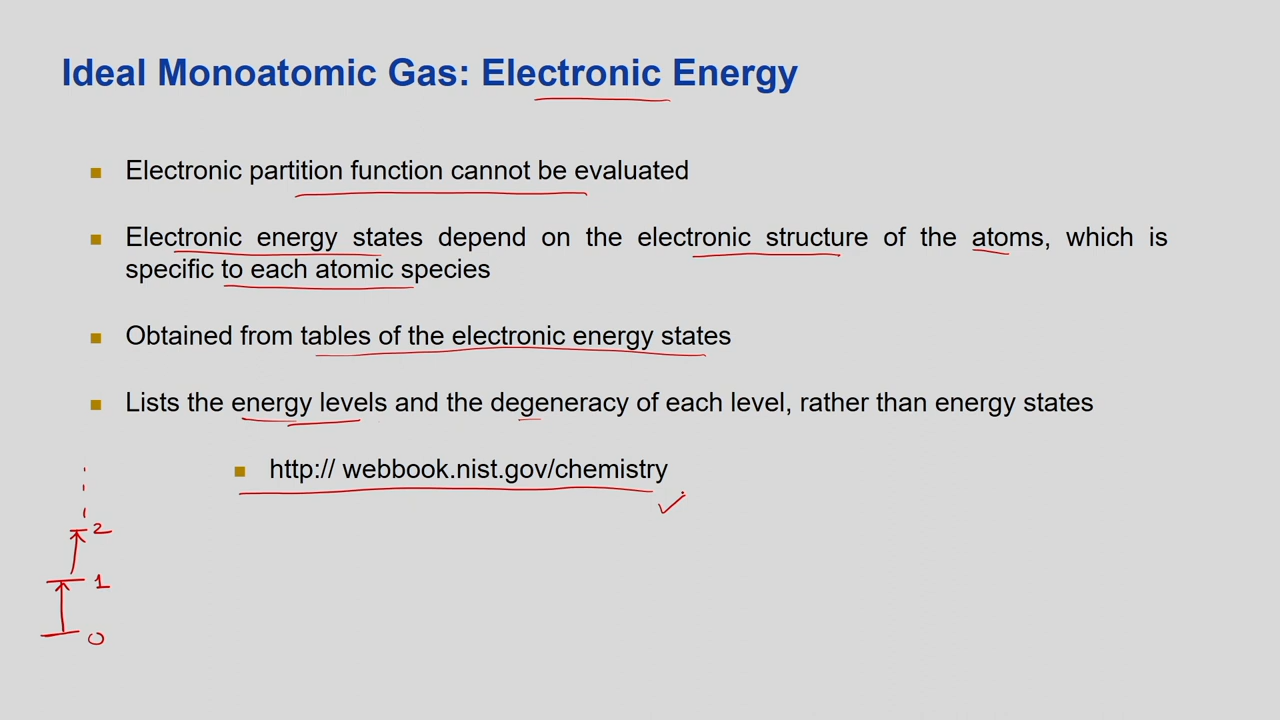 Ideal Monoatomic Gas: Electronic Energy
Electronic partition function cannot be evaluated
Electronic energy states depend on the electronic structure of the atoms, which is
specific to each atomic species
Obtained from tables of the electronic energy states
Lists the energy levels and the degeneracy of each level, rather than energy states
http:// webbook.nist.gov/chemistry
2
1
0